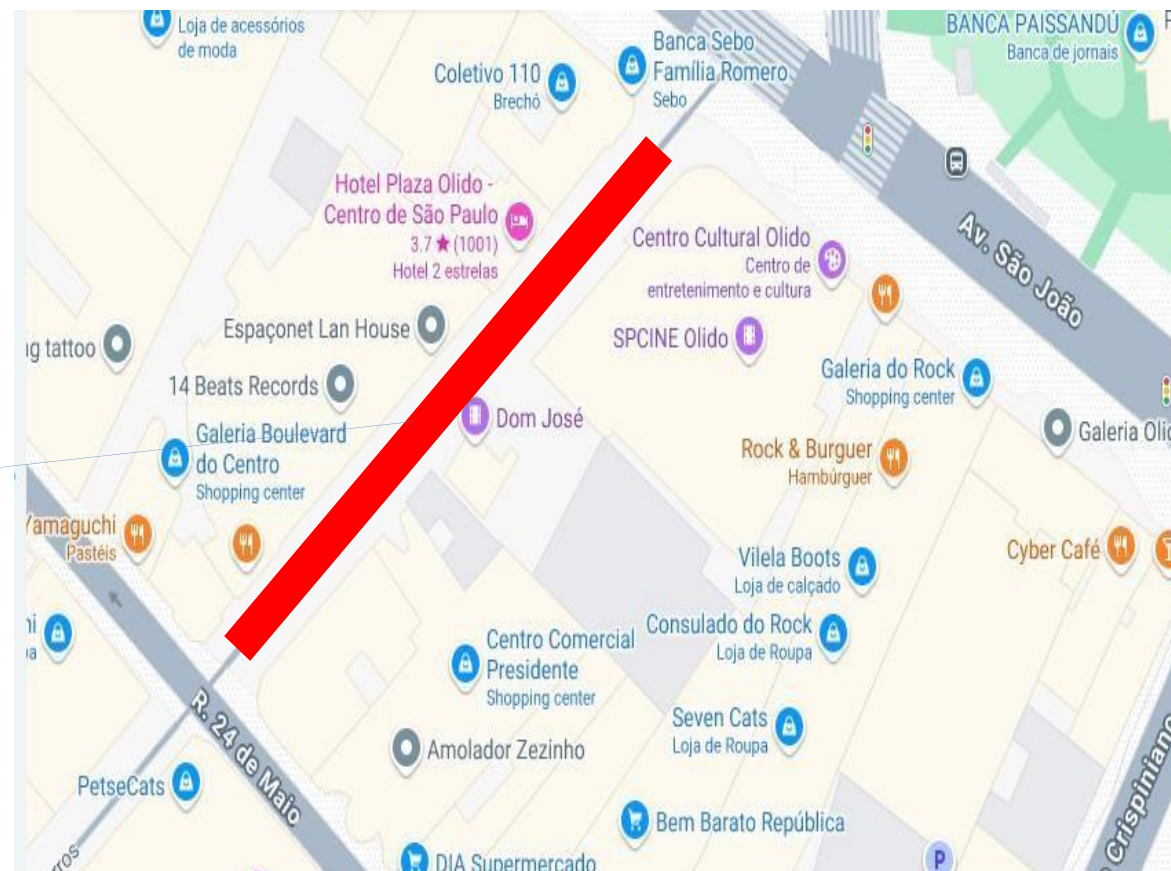 Loja de acessórios
de moda
BANCA PAISSANDÚ
Banca de jornais
Coletivo 110
Brechó
Banca Sebo
Família Romero
Sebo
Hotel Plaza Olido -
Centro de São Paulo
3.7 ★ (1001)
Hotel 2 estrelas
Centro Cultural Olido
Centro de
entretenimento e cultura
Av. São João
Espaçonet Lan House
SPCINE Olido
ig tattoo
14 Beats Records
Galeria do Rock
Shopping center
Dom José
Galeria Boulevard
do Centro
Shopping center
Galeria Olid
Rock & Burguer
Hambúrguer
Yamaguchi
Pastéis
Vilela Boots
Loja de calçado
Cyber Café
Centro Comercial
Presidente
Shopping center
Consulado do Rock
Loja de Roupa
R. 24 de Maio
Seven Cats
Loja de Roupa
Amolador Zezinho
PetseCats
Bem Barato República
Crispiniano
DIA Supermercado
P